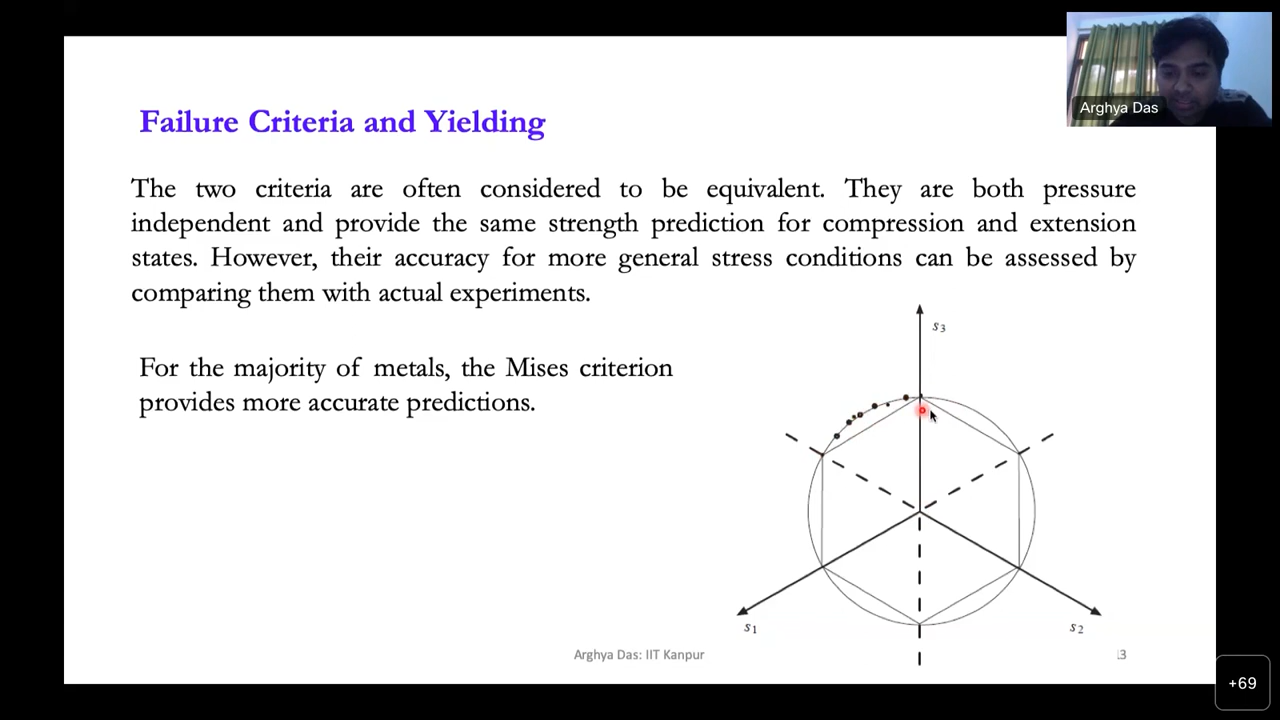 Arghya Das
Failure Criteria and Yielding
The two criteria are often considered to be equivalent. They are both pressure
independent and provide the same strength prediction for compression and extension
states. However, their accuracy for more general stress conditions can be assessed by
comparing them with actual experiments.
s3
For the majority of metals, the Mises criterion
provides more accurate predictions.
s1
s2
Arghya Das: IIT Kanpur
13
+69